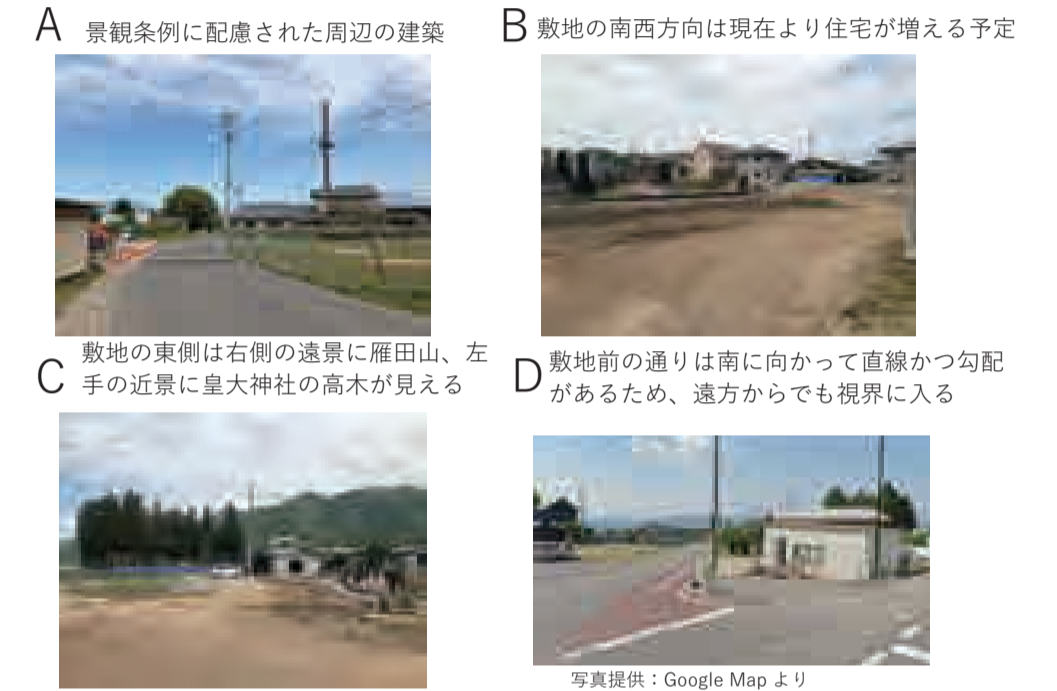 A 景観条例に配慮された周辺の建築
B 敷地の南西方向は現在より住宅が増える予定
C 敷地の東側は右側の遠景に雁田山、左
手の近景に皇大神社の高木が見える
D 敷地前の通りは南に向かって直線かつ勾配
があるため、遠方からでも視界に入る
写真提供：Google Map より